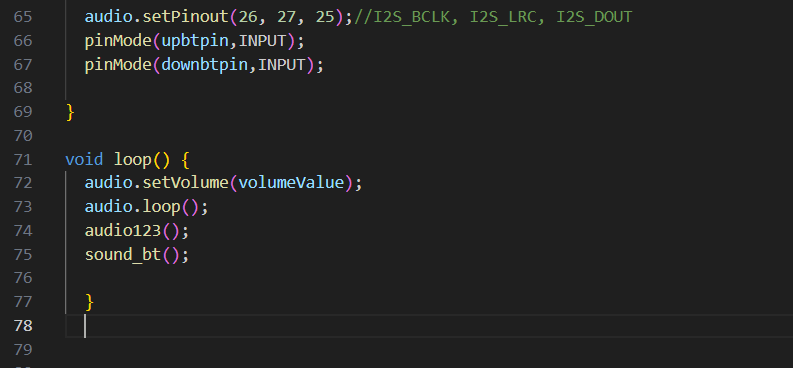 65 audio.setPinout(26, 27, 25);//I2S_BCLK, I2S_LRC, I2S_DOUT
66 pinMode(upbtpin,INPUT);
67 pinMode(downbtpin,INPUT);
68
69 }
70
71 void loop() {
72 audio.setVolume(volumeValue);
73 audio.loop();
74 audio123();
75 sound_bt();
76
77 }
78
79